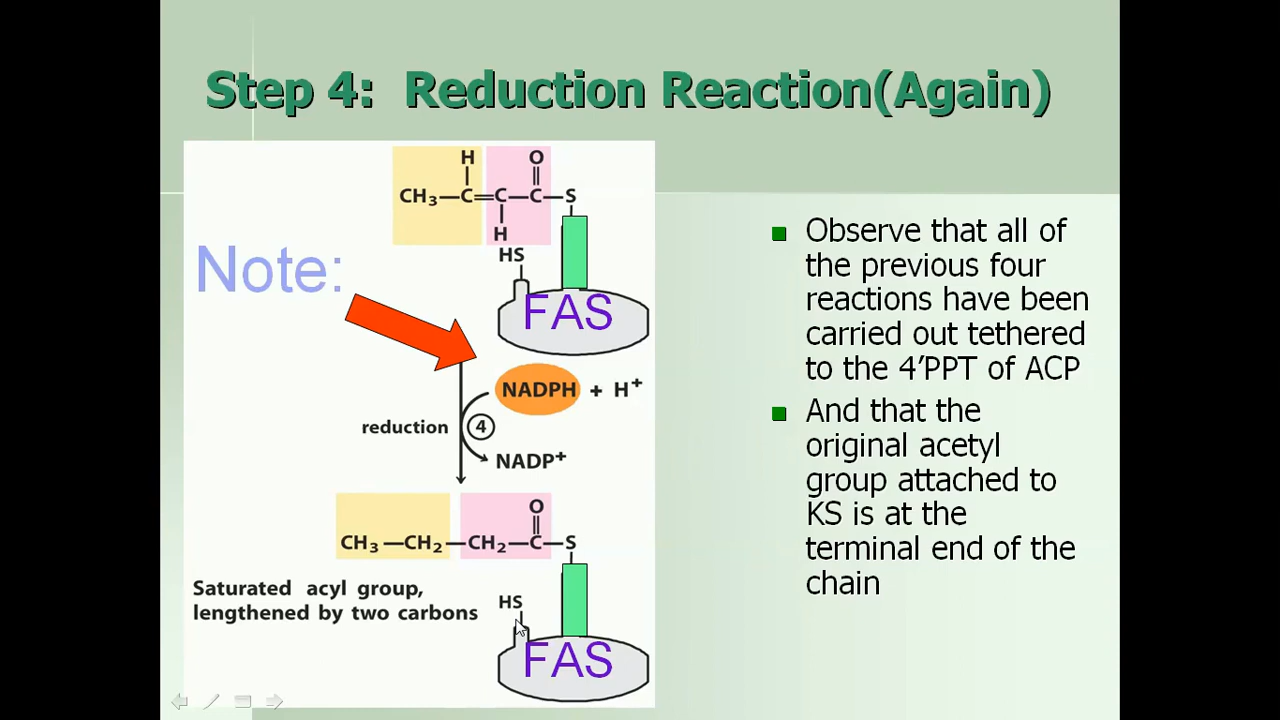 Step 4: Reduction Reaction(Again)
H O
CH₃—C=C—C—S
H
HS
FAS
Note:
NADPH + H⁺
reduction 4
NADP⁺
O
CH₃—CH₂—CH₂—C—S
Saturated acyl group,
lengthened by two carbons
HS
FAS
Observe that all of
the previous four
reactions have been
carried out tethered
to the 4’PPT of ACP
And that the
original acetyl
group attached to
KS is at the
terminal end of the
chain